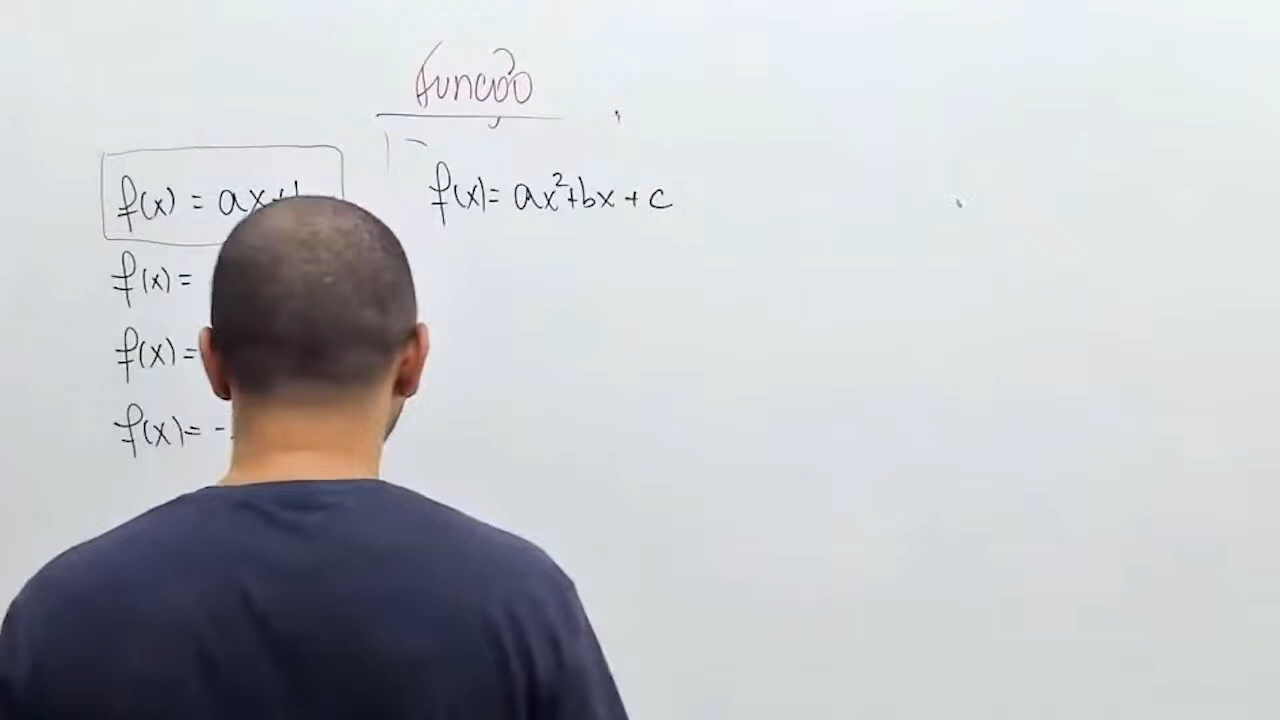 Função
f(x) = ax+b
f(x)= ax²+bx+c
f(x)=
f(x)=
f(x)= -